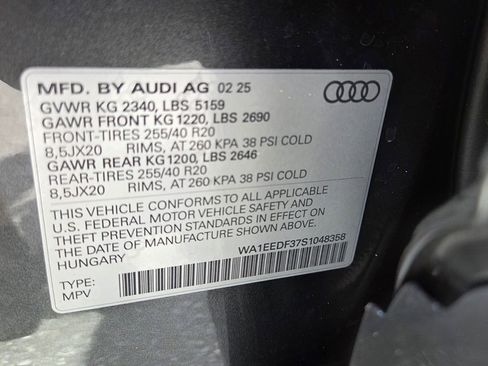 MFD. BY AUDI AG 02 25
GVWR KG 2340, LBS 5159
GAWR FRONT KG 1220, LBS 2690
FRONT-TIRES 255/40 R20
8,5JX20 RIMS, AT 260 KPA 38 PSI COLD
GAWR REAR KG 1200, LBS 2646
REAR-TIRES 255/40 R20
8,5JX20 RIMS, AT 260 KPA 38 PSI COLD
THIS VEHICLE CONFORMS TO ALL APPLICABLE
U.S. FEDERAL MOTOR VEHICLE SAFETY AND
THEFT PREVENTION STANDARDS IN EFFECT ON
THE DATE OF MANUFACTURE SHOWN ABOVE.
HUNGARY WA1EEDF37S1048358
TYPE:
MPV